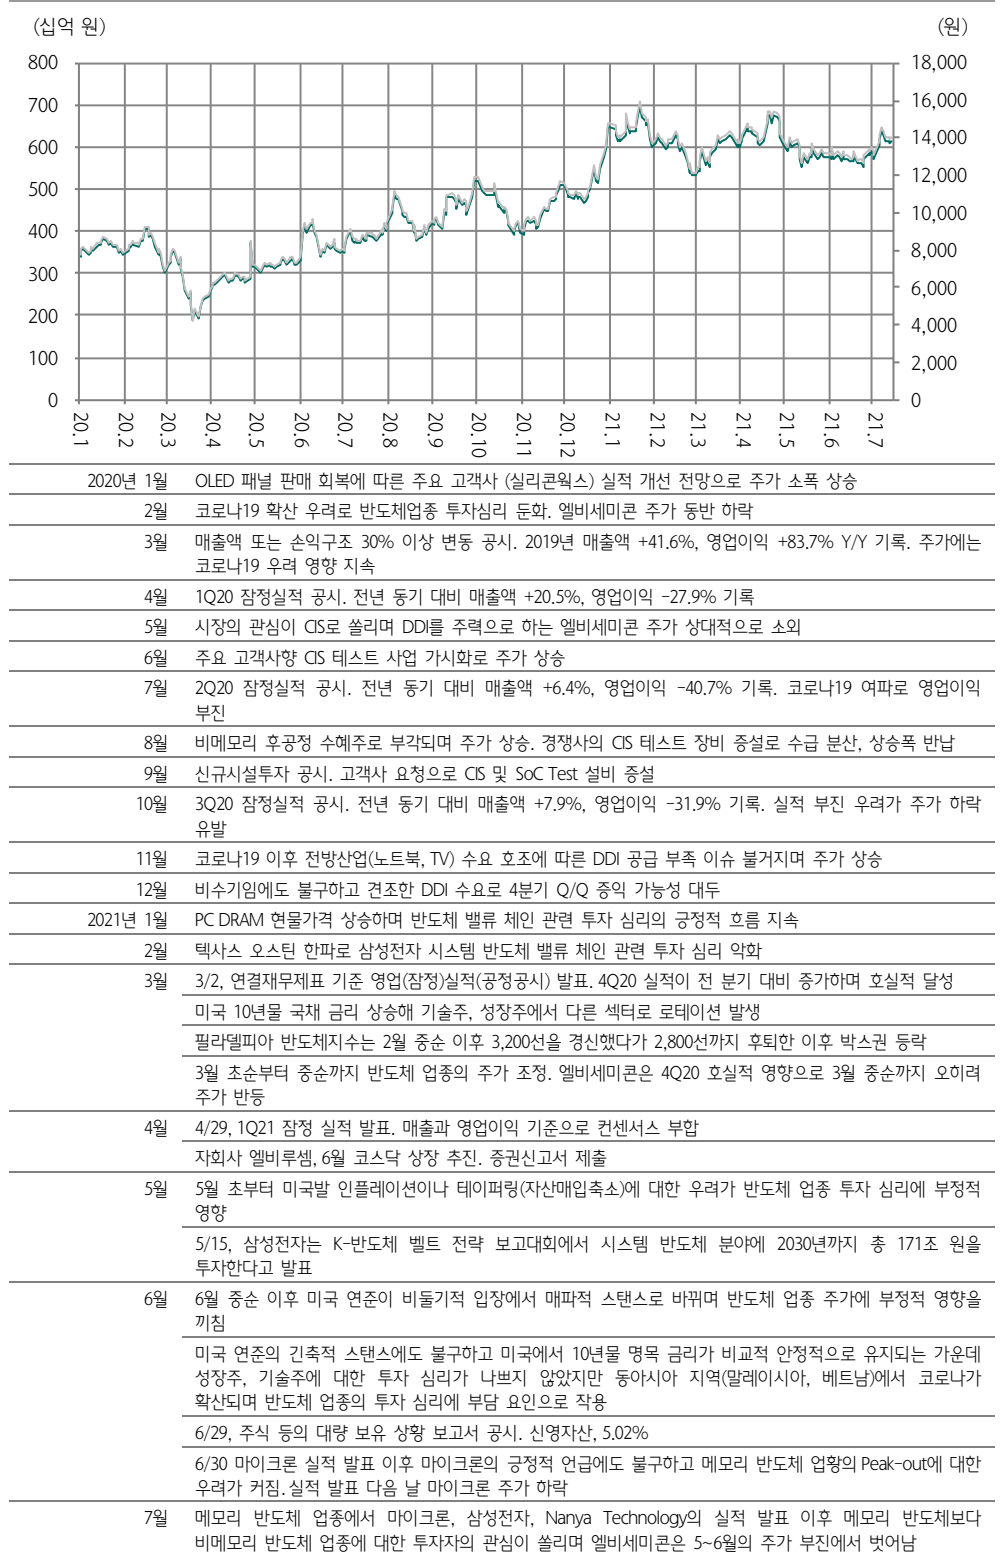 (십억 원)
(원)
800
700
600
500
400
300
200
100
0
18,000
16,000
14,000
12,000
10,000
8,000
6,000
4,000
2,000
0
20.1
20.2
20.3
20.4
20.5
20.6
20.7
20.8
20.9
20.10
20.11
20.12
21.1
21.2
21.3
21.4
21.5
21.6
21.7
2020년 1월 OLED 패널 판매 회복에 따른 주요 고객사 (실리콘웍스) 실적 개선 전망으로 주가 소폭 상승
2월 코로나19 확산 우려로 반도체업종 투자심리 둔화. 엘비세미콘 주가 동반 하락
3월 매출액 또는 손익구조 30% 이상 변동 공시. 2019년 매출액 +41.6%, 영업이익 +83.7% Y/Y 기록. 주가에는
코로나19 우려 영향 지속
4월 1Q20 잠정실적 공시. 전년 동기 대비 매출액 +20.5%, 영업이익 -27.9% 기록
5월 시장의 관심이 CIS로 쏠리며 DDI를 주력으로 하는 엘비세미콘 주가 상대적으로 소외
6월 주요 고객사향 CIS 테스트 사업 가시화로 주가 상승
7월 2Q20 잠정실적 공시. 전년 동기 대비 매출액 +6.4%, 영업이익 -40.7% 기록. 코로나19 여파로 영업이익
부진
8월 비메모리 후공정 수혜주로 부각되며 주가 상승. 경쟁사의 CIS 테스트 장비 증설로 수급 분산, 상승폭 반납
9월 신규시설투자 공시. 고객사 요청으로 CIS 및 SoC Test 설비 증설
10월 3Q20 잠정실적 공시. 전년 동기 대비 매출액 +7.9%, 영업이익 -31.9% 기록. 실적 부진 우려가 주가 하락
유발
11월 코로나19 이후 전방산업(노트북, TV) 수요 호조에 따른 DDI 공급 부족 이슈 불거지며 주가 상승
12월 비수기임에도 불구하고 견조한 DDI 수요로 4분기 Q/Q 증익 가능성 대두
2021년 1월 PC DRAM 현물가격 상승하며 반도체 밸류 체인 관련 투자 심리의 긍정적 흐름 지속
2월 텍사스 오스틴 한파로 삼성전자 시스템 반도체 밸류 체인 관련 투자 심리 악화
3월 3/2, 연결재무제표 기준 영업(잠정)실적(공정공시) 발표. 4Q20 실적이 전 분기 대비 증가하며 호실적 달성
미국 10년물 국채 금리 상승해 기술주, 성장주에서 다른 섹터로 로테이션 발생
필라델피아 반도체지수는 2월 중순 이후 3,200선을 경신했다가 2,800선까지 후퇴한 이후 박스권 등락
3월 초순부터 중순까지 반도체 업종의 주가 조정. 엘비세미콘은 4Q20 호실적 영향으로 3월 중순까지 오히려
주가 반등
4월 4/29, 1Q21 잠정 실적 발표. 매출과 영업이익 기준으로 컨센서스 부합
자회사 엘비루셈, 6월 코스닥 상장 추진. 증권신고서 제출
5월 5월 초부터 미국발 인플레이션이나 테이퍼링(자산매입축소)에 대한 우려가 반도체 업종 투자 심리에 부정적
영향
5/15, 삼성전자는 K-반도체 벨트 전략 보고대회에서 시스템 반도체 분야에 2030년까지 총 171조 원을
투자한다고 발표
6월 6월 중순 이후 미국 연준이 비둘기적 입장에서 매파적 스탠스로 바뀌며 반도체 업종 주가에 부정적 영향을
끼침
미국 연준의 긴축적 스탠스에도 불구하고 미국에서 10년물 명목 금리가 비교적 안정적으로 유지되는 가운데
성장주, 기술주에 대한 투자 심리가 나쁘지 않았지만 동아시아 지역(말레이시아, 베트남)에서 코로나가
확산되며 반도체 업종의 투자 심리에 부담 요인으로 작용
6/29, 주식 등의 대량 보유 상황 보고서 공시. 신영자산, 5.02%
6/30 마이크론 실적 발표 이후 마이크론의 긍정적 언급에도 불구하고 메모리 반도체 업황의 Peak-out에 대한
우려가 커짐. 실적 발표 다음 날 마이크론 주가 하락
7월 메모리 반도체 업종에서 마이크론, 삼성전자, Nanya Technology의 실적 발표 이후 메모리 반도체보다
비메모리 반도체 업종에 대한 투자자의 관심이 쏠리며 엘비세미콘은 5~6월의 주가 부진에서 벗어남